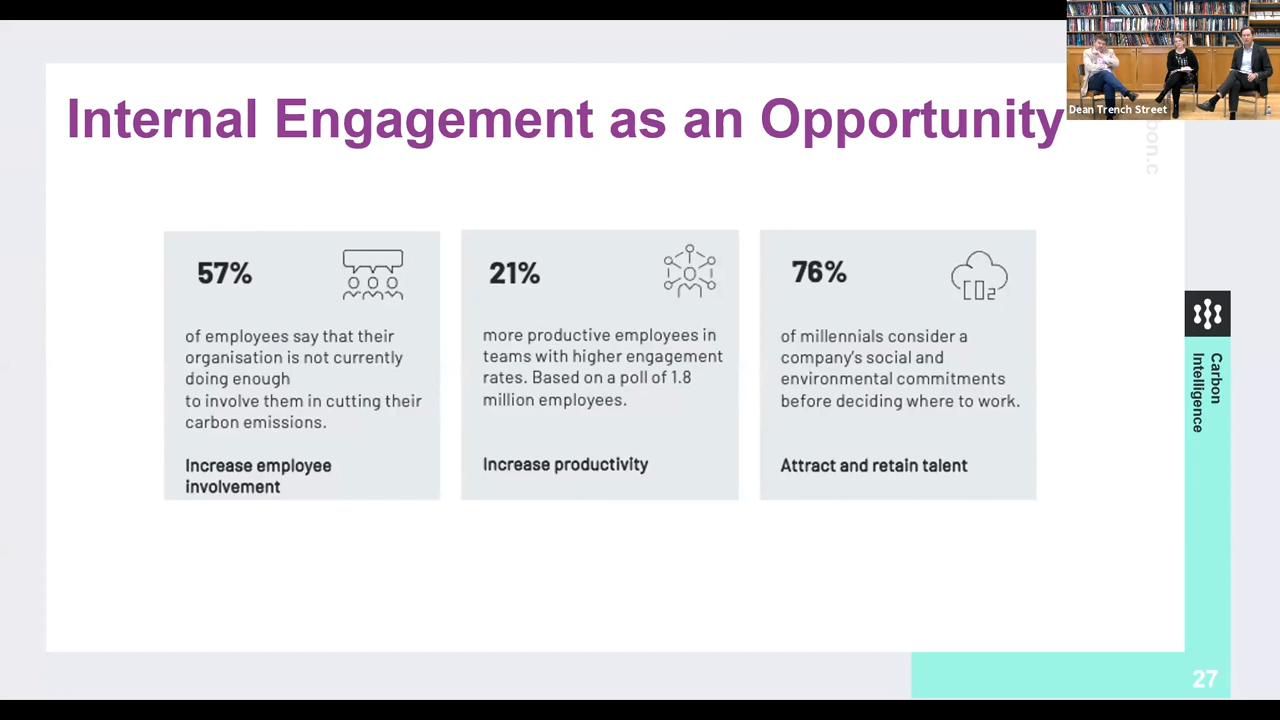 Internal Engagement as an Opportunity
Dean Trench Street
57%
of employees say that their
organisation is not currently
doing enough
to involve them in cutting their
carbon emissions.
Increase employee
involvement
21%
more productive employees in
teams with higher engagement
rates. Based on a poll of 1.8
million employees.
Increase productivity
76%
CO2
of millennials consider a
company's social and
environmental commitments
before deciding where to work.
Attract and retain talent
Carbon
Intelligence
27